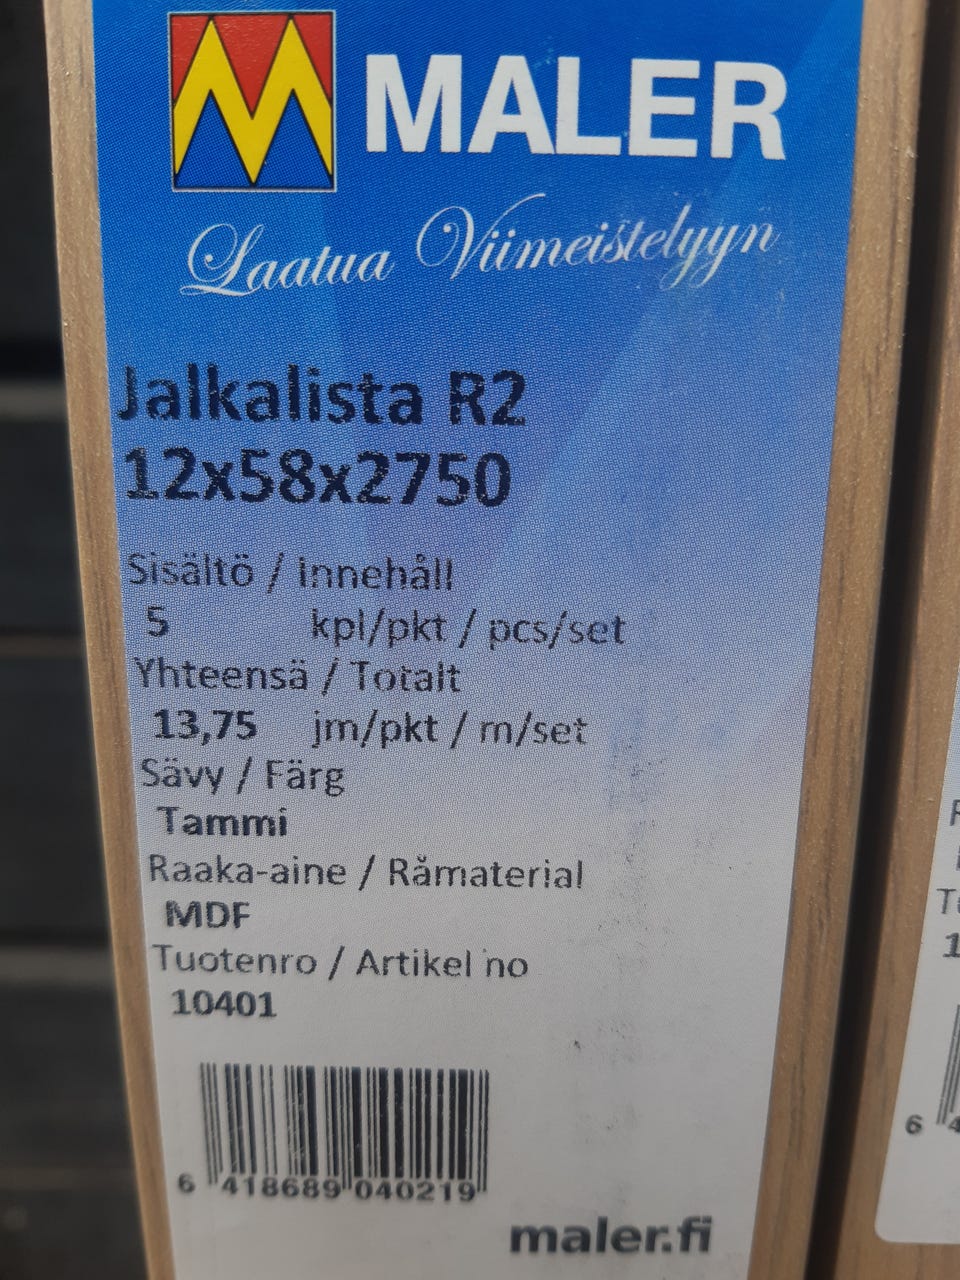 MALER
Laatua Viimeistelyyn
Jalkalista R2
12x58x2750
Sisältö / Innehåll
5 kpl/pkt / pcs/set
Yhteensä / Totalt
13,75 jm/pkt / m/set
Sävy / Färg
Tammi
Raaka-aine / Råmaterial
MDF
Tuotenro / Artikel no
10401
6 418689 040219
maler.fi